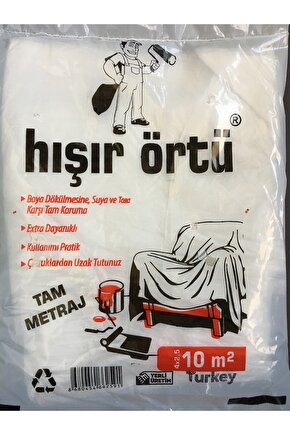 hışır örtü ®
▸ Boya Dökülmesine, Suya ve Toza
Karşı Tam Koruma
▸ Extra Dayanıklı
▸ Kullanımı Pratik
▸ Çocuklardan Uzak Tutunuz
TAM
METRAJ
4x2,5 10 m²
YERLİ
ÜRETİM
Turkey